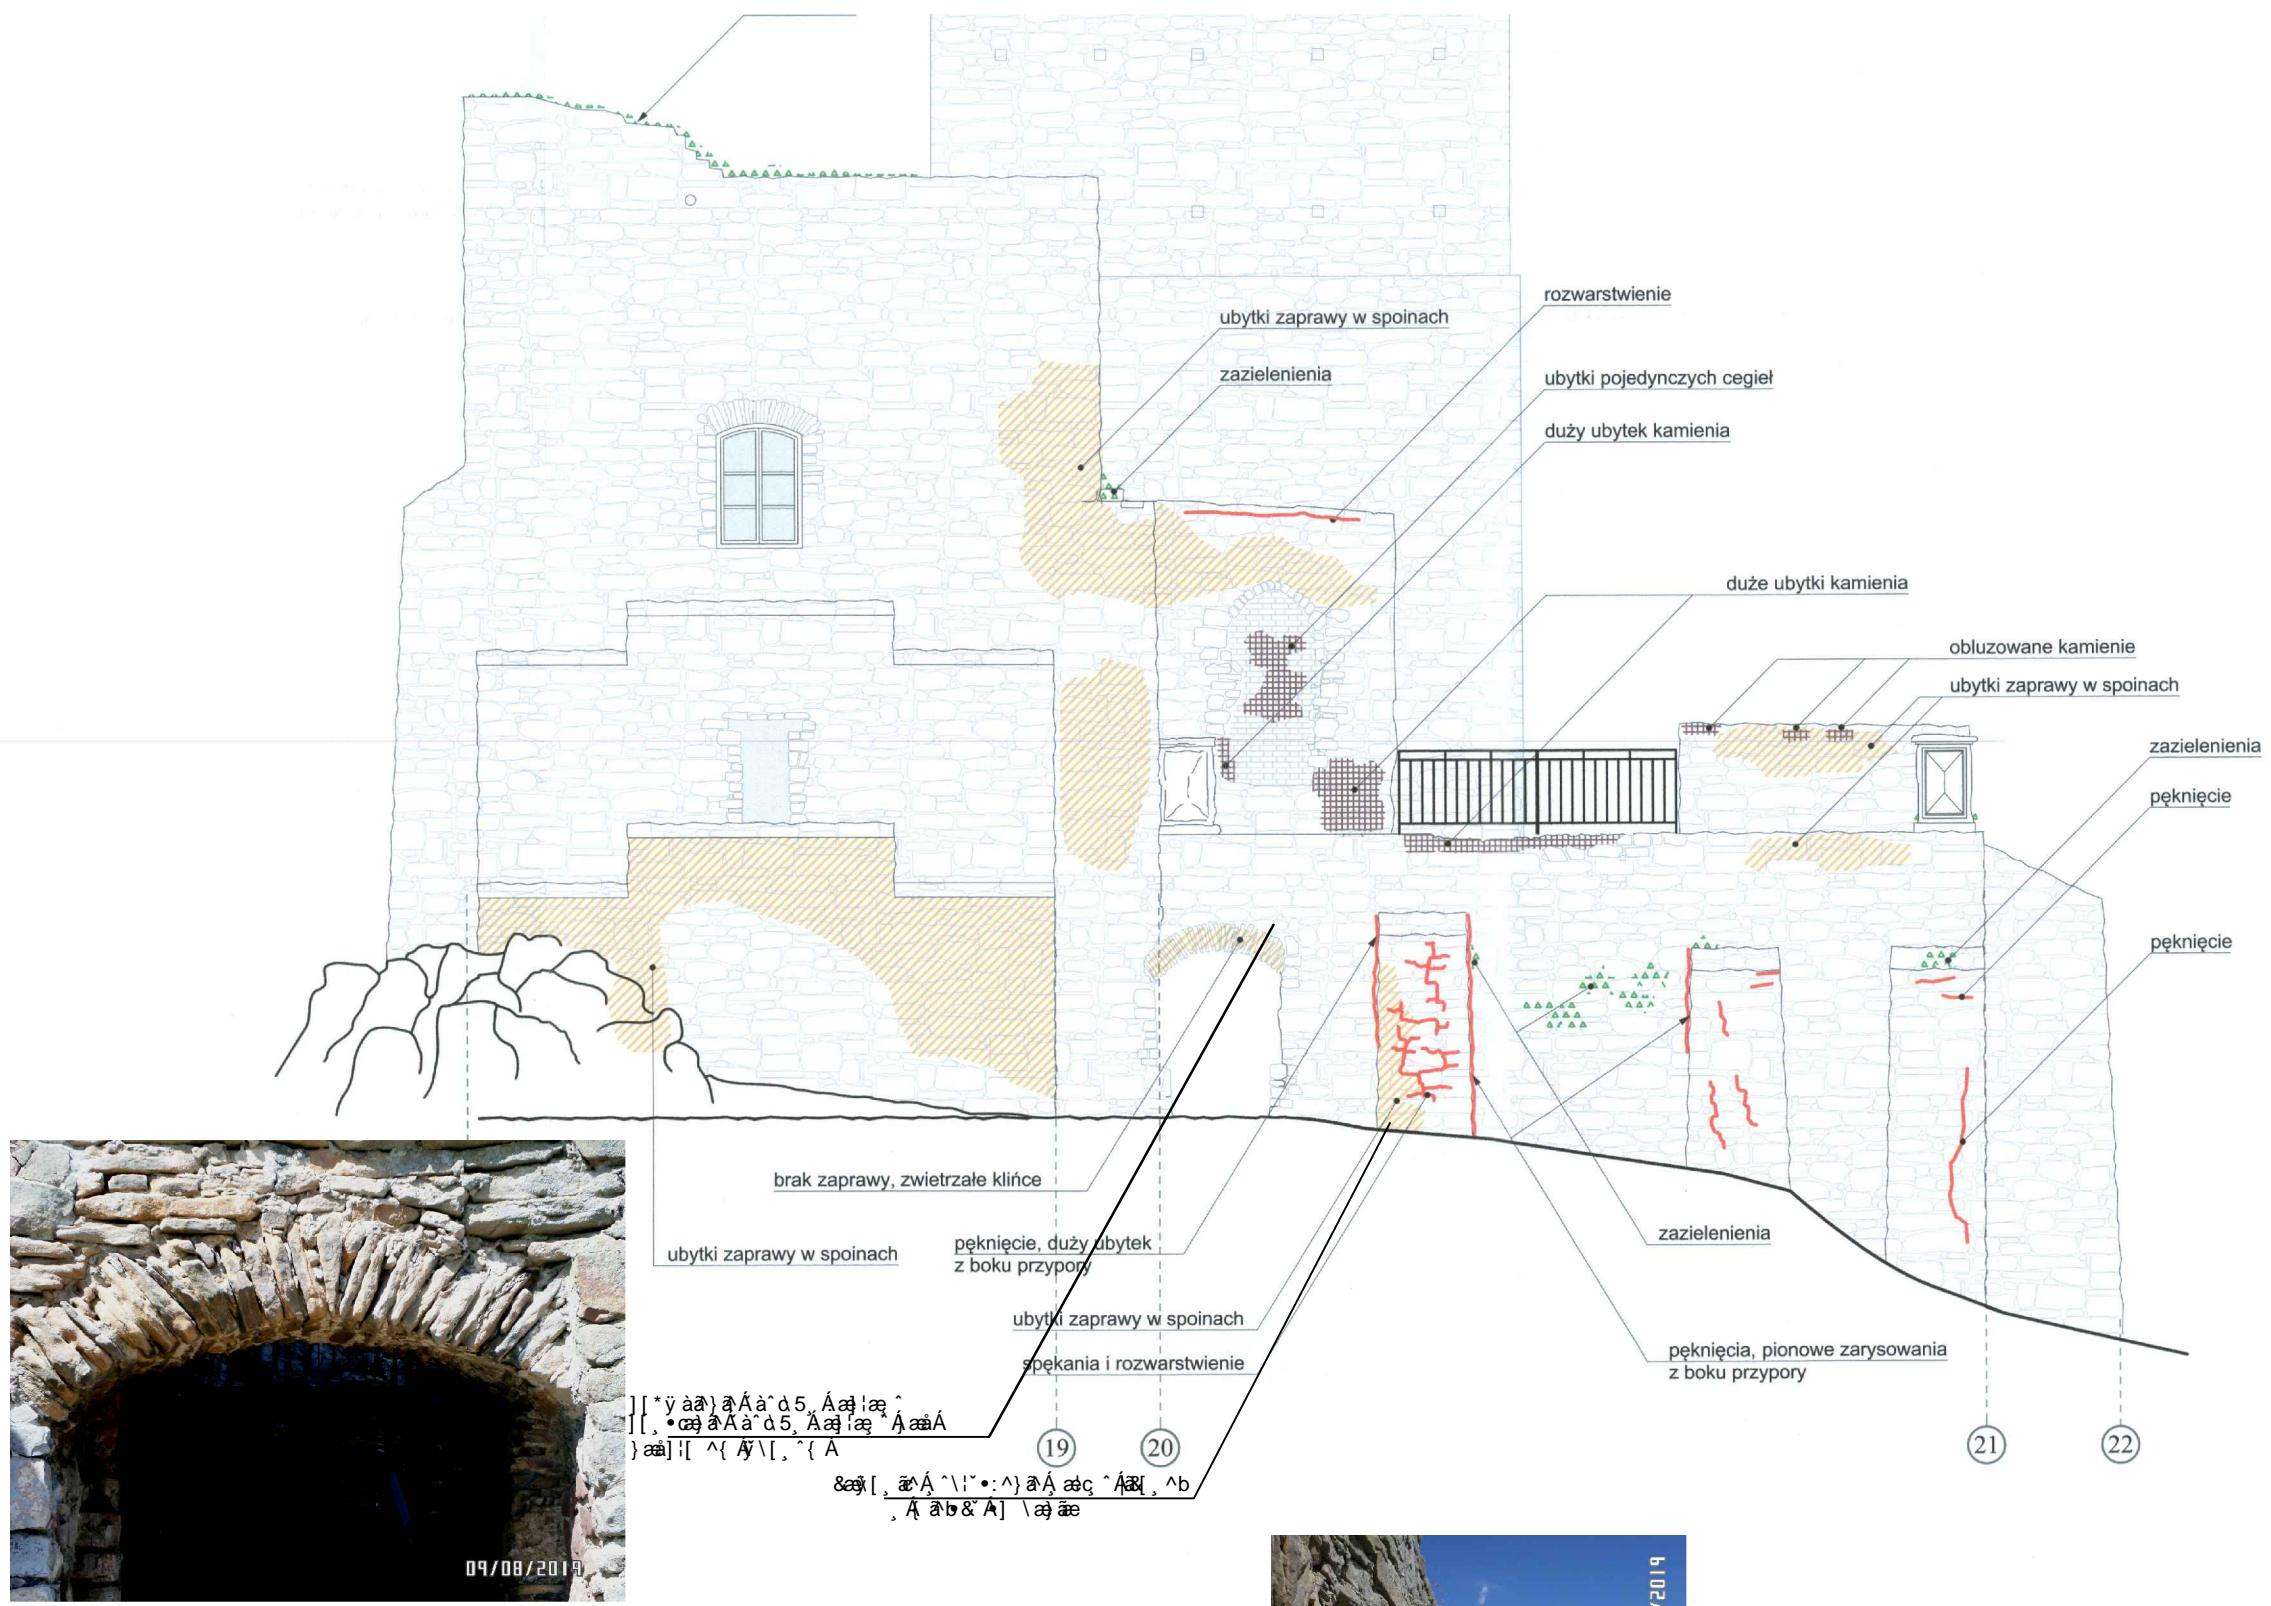 rozwarstwienie
ubytki zaprawy w spoinach
zazielenienia
ubytki pojedynczych cegieł
duży ubytek kamienia
duże ubytki kamienia
obluzowane kamienie
ubytki zaprawy w spoinach
zazielenienia
pęknięcie
pęknięcie
brak zaprawy, zwietrzałe klińce
ubytki zaprawy w spoinach
pęknięcie, duży ubytek
z boku przypory
zazielenienia
ubytki zaprawy w spoinach
spękania i rozwarstwienie
pęknięcia, pionowe zarysowania
z boku przypory
19
20
21
22
09/08/2019
/2019